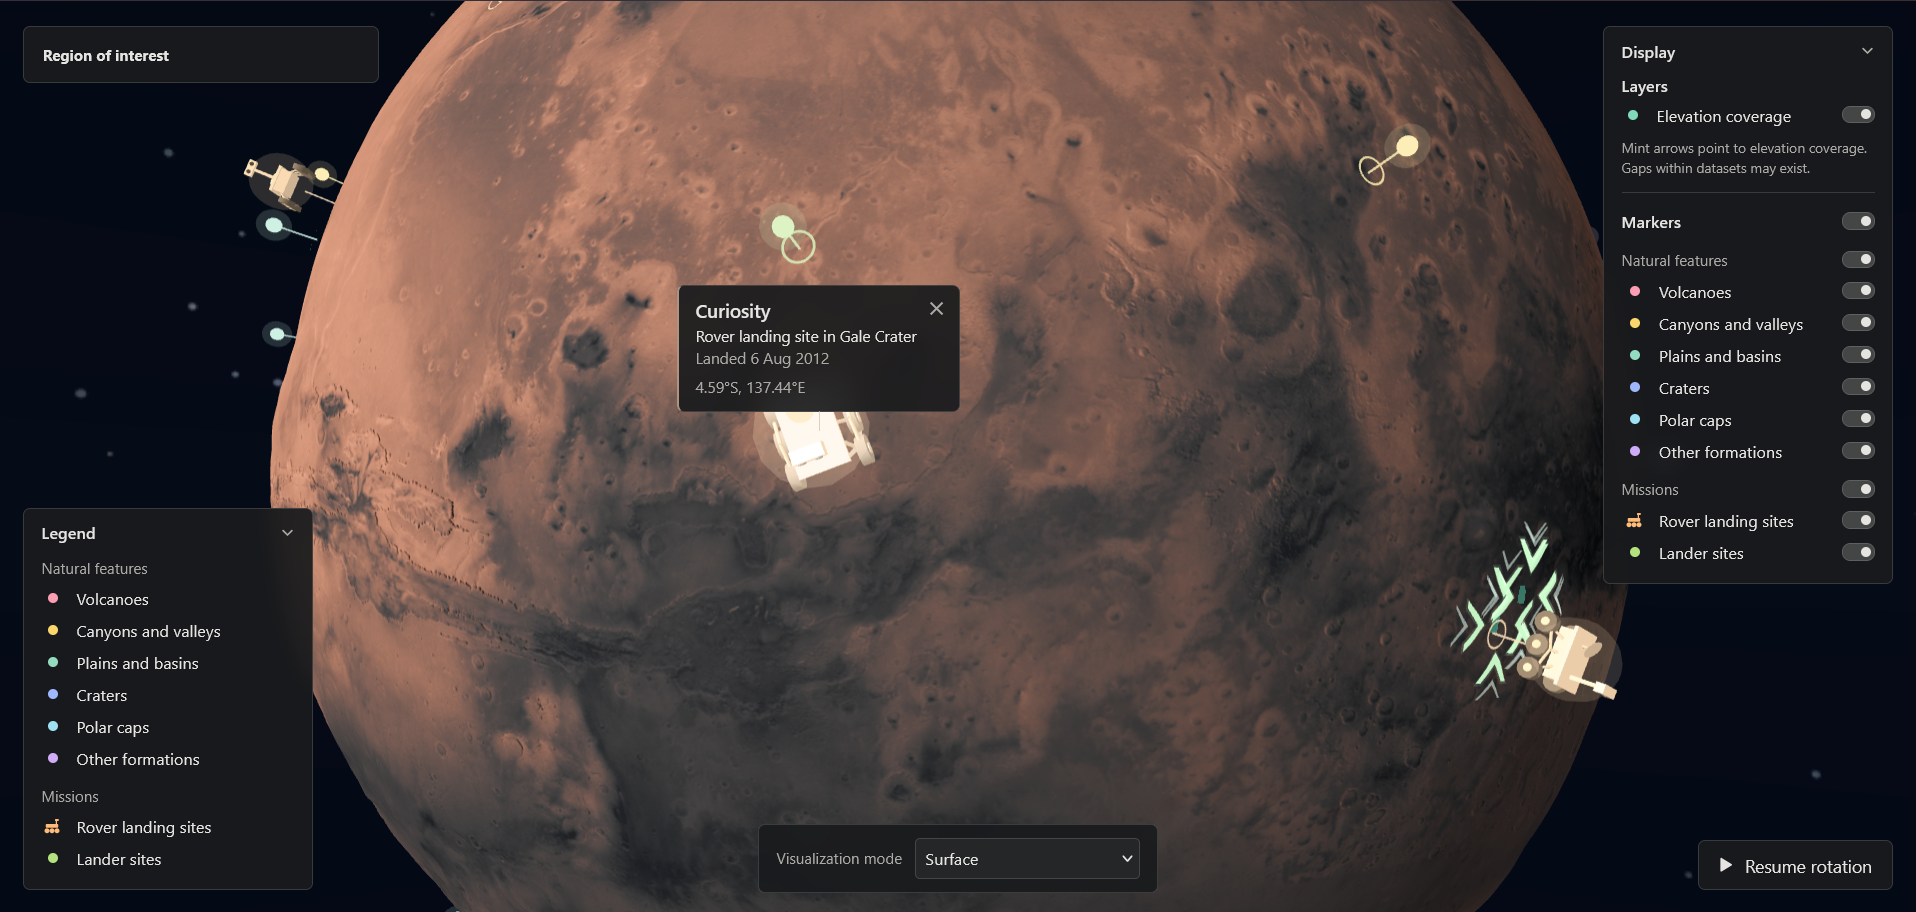 Region of interest
Curiosity
Rover landing site in Gale Crater
Landed 6 Aug 2012
4.59°S, 137.44°E
Legend
Natural features
Volcanoes
Canyons and valleys
Plains and basins
Craters
Polar caps
Other formations
Missions
Rover landing sites
Lander sites
Visualization mode
Surface
Display
Layers
Elevation coverage
Mint arrows point to elevation coverage.
Gaps within datasets may exist.
Markers
Natural features
Volcanoes
Canyons and valleys
Plains and basins
Craters
Polar caps
Other formations
Missions
Rover landing sites
Lander sites
Resume rotation